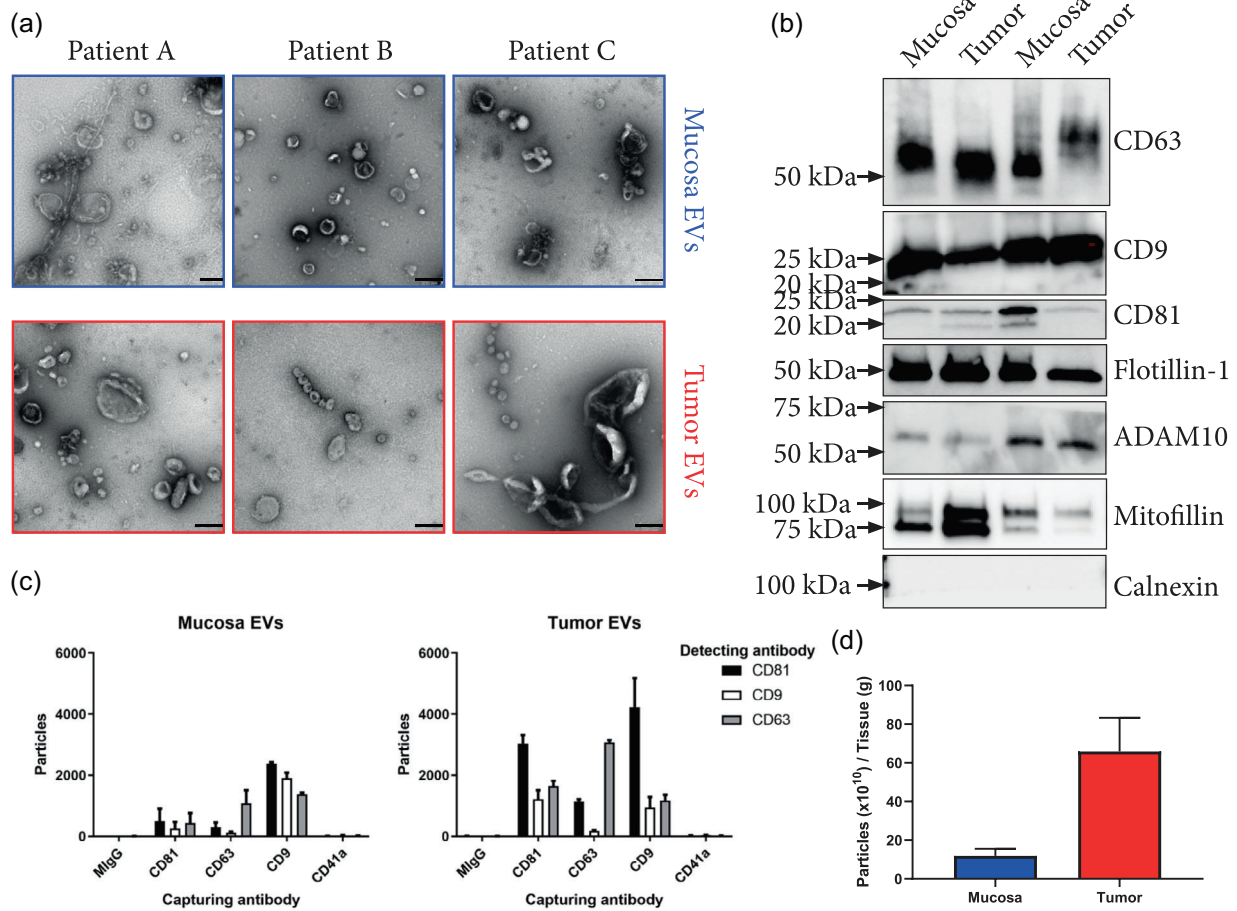 (a)
Patient A
Patient B
Patient C
Mucosa EVs
Tumor EVs
(b)
Mucosa
Tumor
Mucosa
Tumor
50 kDa
CD63
25 kDa
20 kDa
CD9
25 kDa
20 kDa
CD81
50 kDa
Flotillin-1
75 kDa
50 kDa
ADAM10
100 kDa
75 kDa
Mitofillin
100 kDa
Calnexin
(c)
Mucosa EVs
Particles
6000
4000
2000
0
MIgG
CD81
CD63
CD9
CD41a
Capturing antibody
Tumor EVs
Particles
6000
4000
2000
0
MIgG
CD81
CD63
CD9
CD41a
Capturing antibody
Detecting antibody
CD81
CD9
CD63
(d)
Particles (x10¹⁰) / Tissue (g)
100
80
60
40
20
0
Mucosa
Tumor